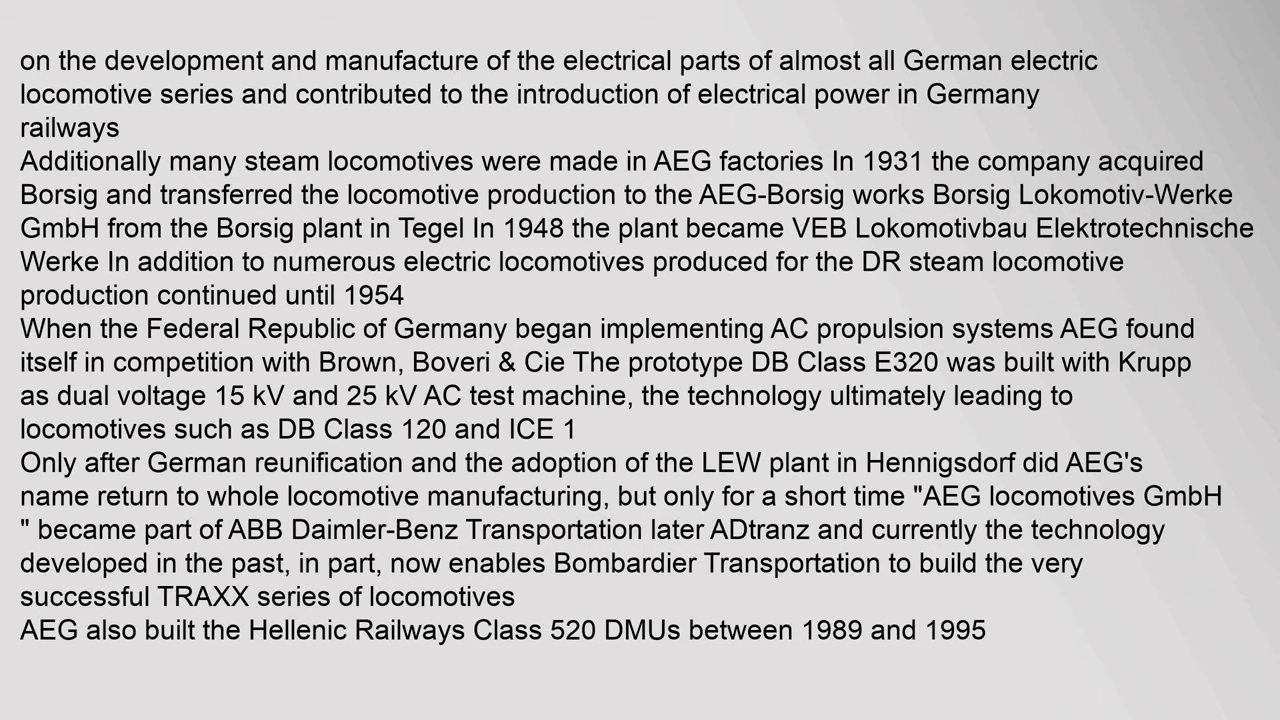 on the development and manufacture of the electrical parts of almost all German electric
locomotive series and contributed to the introduction of electrical power in Germany
railways
Additionally many steam locomotives were made in AEG factories In 1931 the company acquired
Borsig and transferred the locomotive production to the AEG-Borsig works Borsig Lokomotiv-Werke
GmbH from the Borsig plant in Tegel In 1948 the plant became VEB Lokomotivbau Elektrotechnische
Werke In addition to numerous electric locomotives produced for the DR steam locomotive
production continued until 1954
When the Federal Republic of Germany began implementing AC propulsion systems AEG found
itself in competition with Brown, Boveri & Cie The prototype DB Class E320 was built with Krupp
as dual voltage 15 kV and 25 kV AC test machine, the technology ultimately leading to
locomotives such as DB Class 120 and ICE 1
Only after German reunification and the adoption of the LEW plant in Hennigsdorf did AEG's
name return to whole locomotive manufacturing, but only for a short time "AEG locomotives GmbH
" became part of ABB Daimler-Benz Transportation later ADtranz and currently the technology
developed in the past, in part, now enables Bombardier Transportation to build the very
successful TRAXX series of locomotives
AEG also built the Hellenic Railways Class 520 DMUs between 1989 and 1995